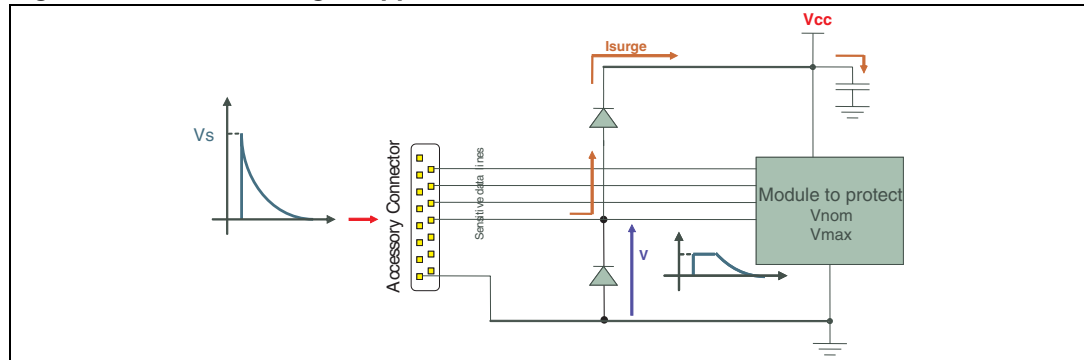 Vcc
Isurge
Vs
Accessory Connector
Sensitive data lines
Module to protect
Vnom
Vmax
V